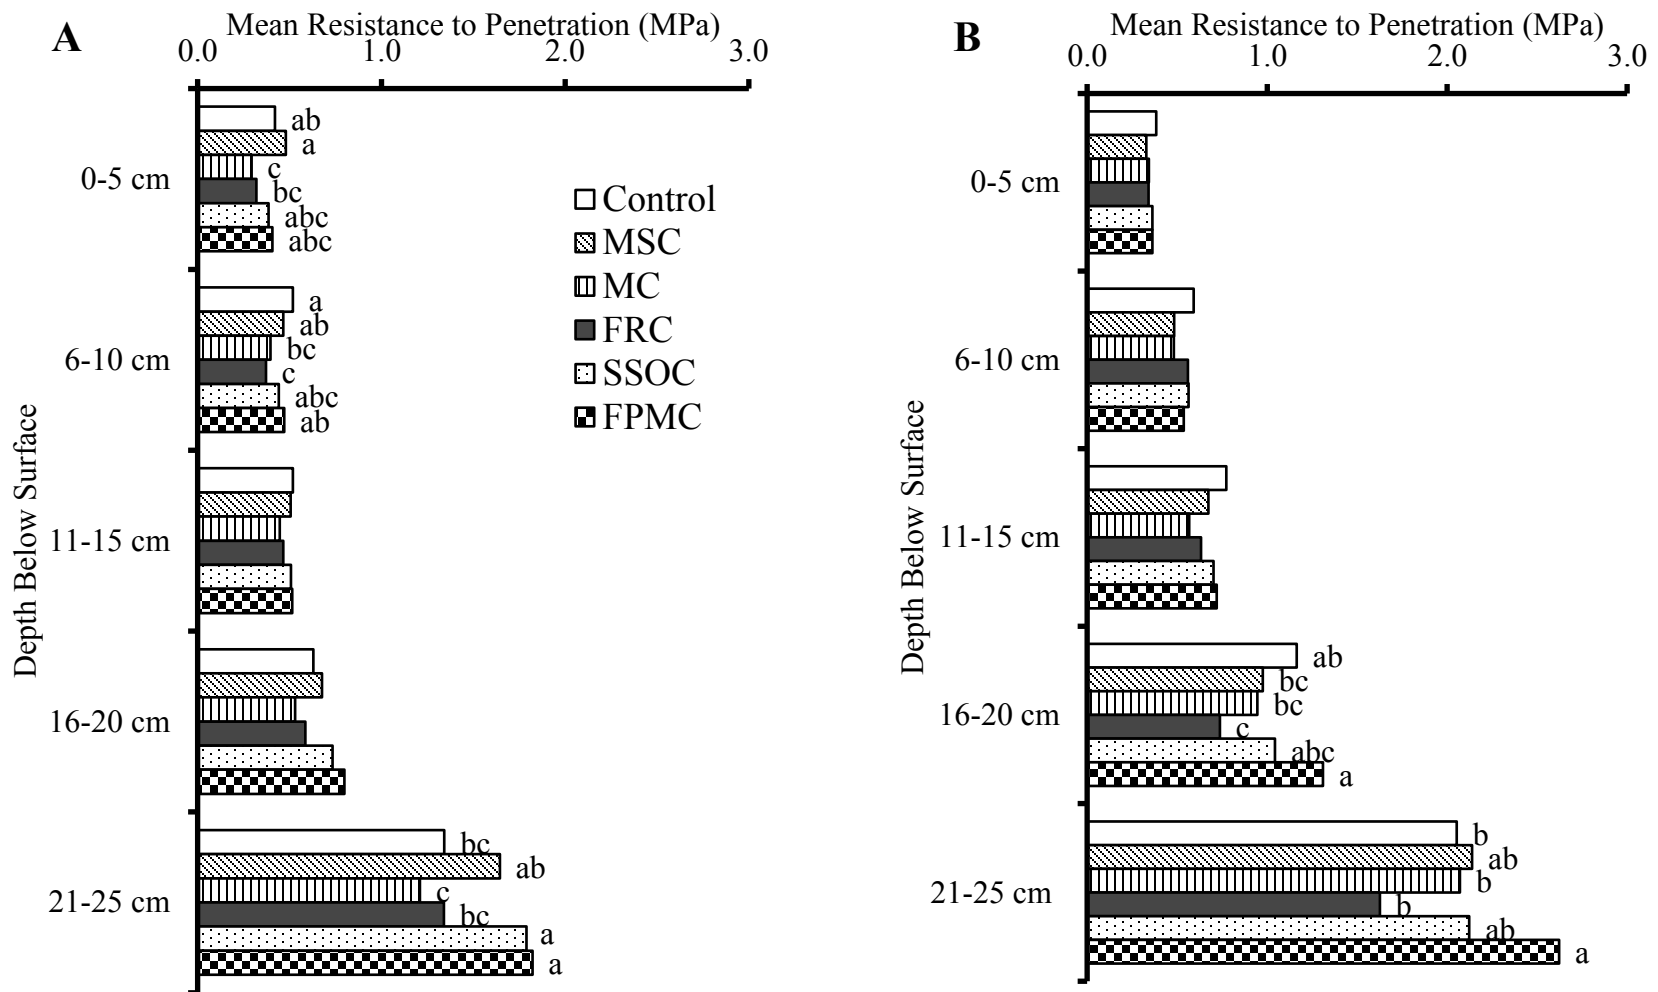 A
Mean Resistance to Penetration (MPa)
0.0 1.0 2.0 3.0
Depth Below Surface
0-5 cm
ab
a
c
bc
abc
abc
6-10 cm
a
ab
bc
c
abc
ab
11-15 cm
16-20 cm
21-25 cm
bc
ab
c
bc
a
a
Control
MSC
MC
FRC
SSOC
FPMC
B
Mean Resistance to Penetration (MPa)
0.0 1.0 2.0 3.0
Depth Below Surface
0-5 cm
6-10 cm
11-15 cm
16-20 cm
ab
bc
bc
c
abc
a
21-25 cm
b
ab
b
b
ab
a